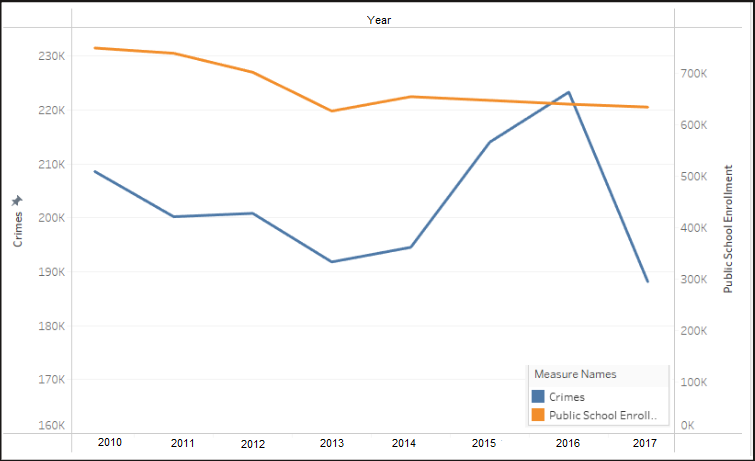 Year
230K
220K
210K
200K
190K
180K
170K
160K
Crimes
700K
600K
500K
400K
300K
200K
100K
0K
Public School Enrollment
Measure Names
Crimes
Public School Enroll..
2010 2011 2012 2013 2014 2015 2016 2017